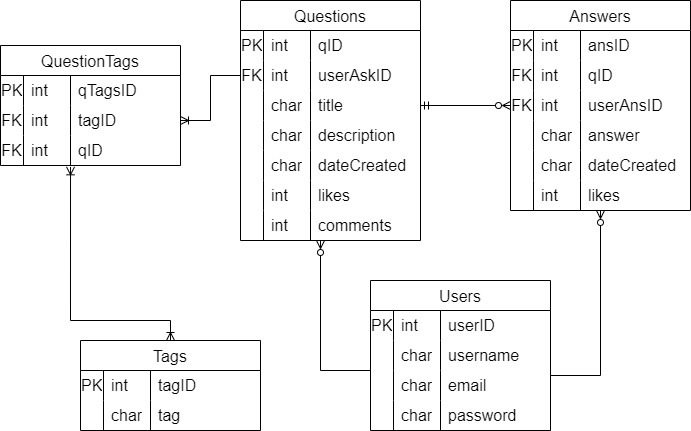 Questions
PK int qID
FK int userAskID
char title
char description
char dateCreated
int likes
int comments
Answers
PK int ansID
FK int qID
FK int userAnsID
char answer
char dateCreated
int likes
QuestionTags
PK int qTagsID
FK int tagID
FK int qID
Users
PK int userID
char username
char email
char password
Tags
PK int tagID
char tag